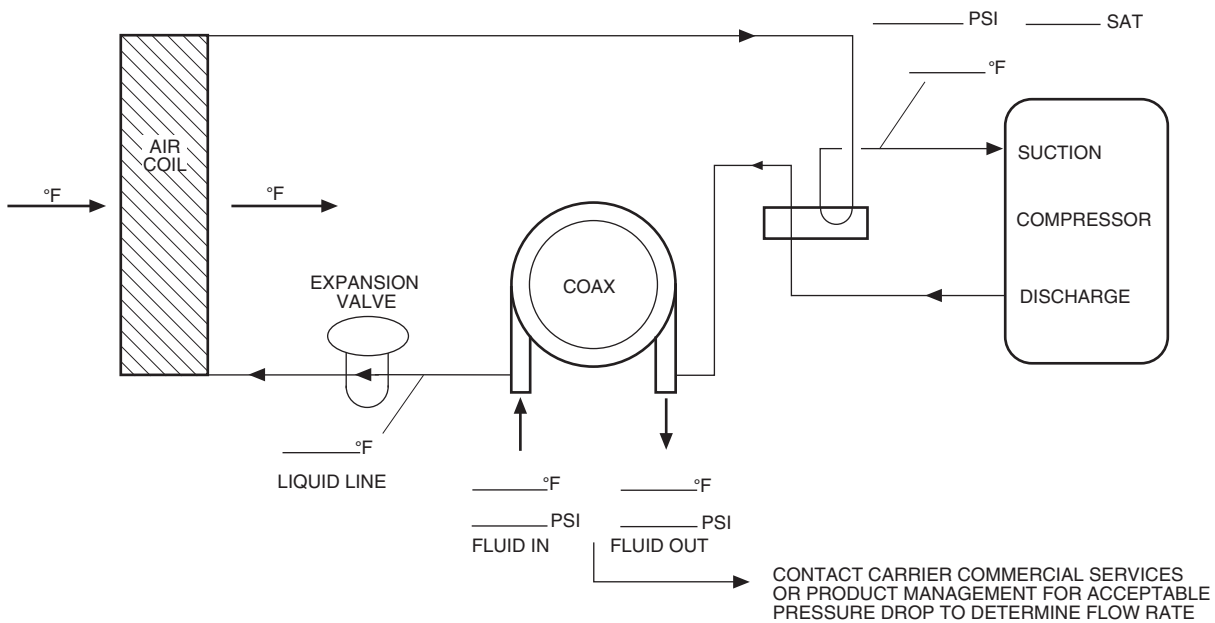 PSI SAT
°F
AIR
COIL
SUCTION
°F °F
COMPRESSOR
EXPANSION
VALVE
COAX
DISCHARGE
°F
LIQUID LINE
°F °F
PSI PSI
FLUID IN FLUID OUT
CONTACT CARRIER COMMERCIAL SERVICES
OR PRODUCT MANAGEMENT FOR ACCEPTABLE
PRESSURE DROP TO DETERMINE FLOW RATE